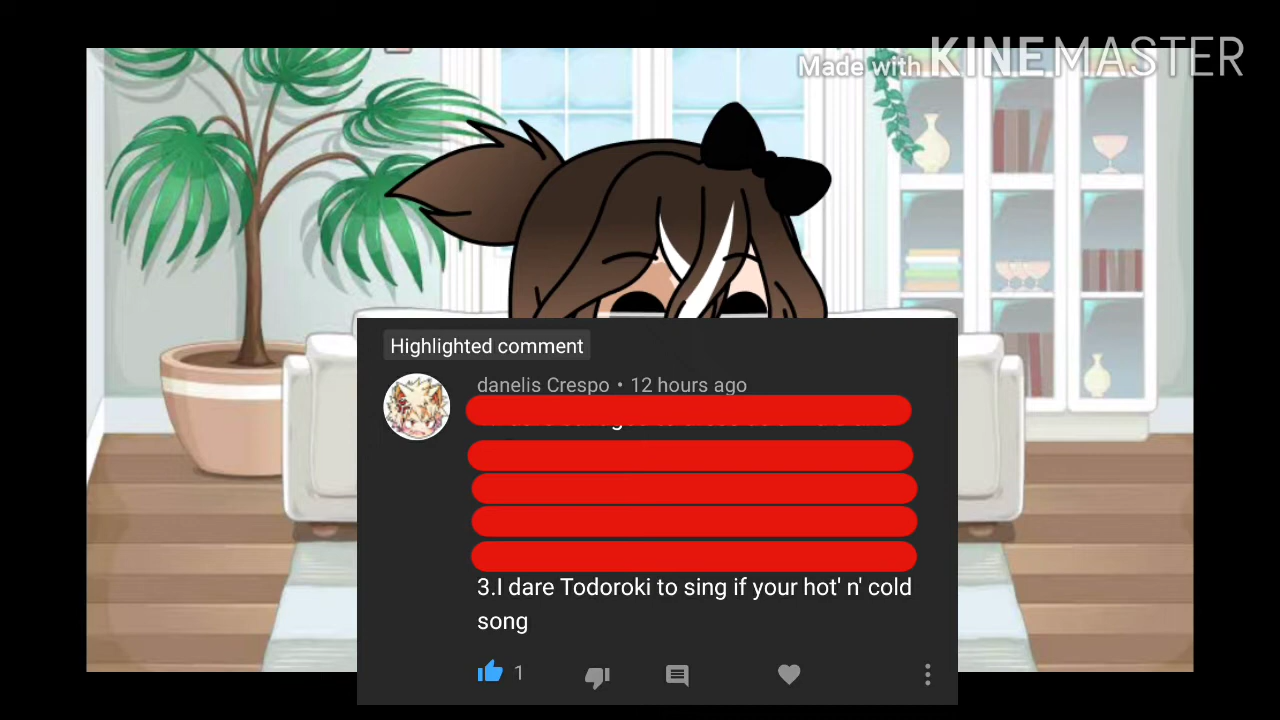 Made with KINEMASTER
Highlighted comment
danelis Crespo • 12 hours ago
3.I dare Todoroki to sing if your hot' n' cold
song
1